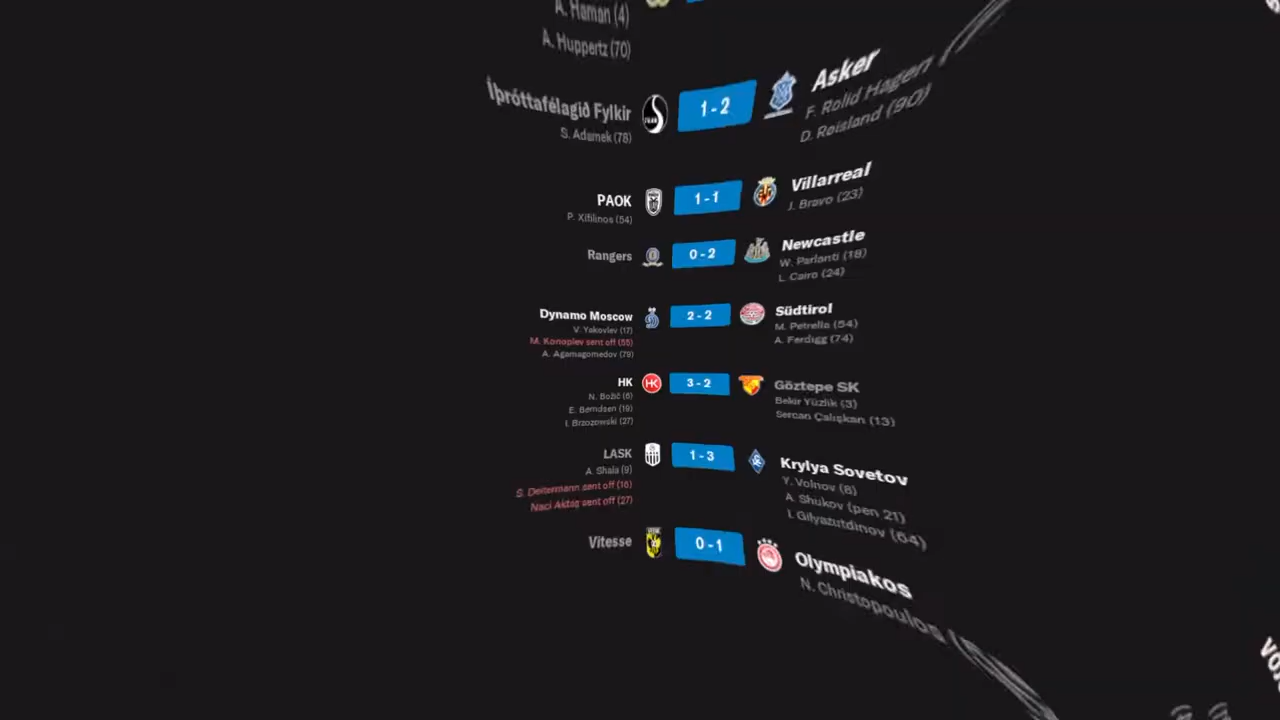 A. Haman (4)
A. Huppertz (70)
Íþróttafélagið Fylkir 1 - 2 Asker
S. Adamek (78)
F. Rolid Hagen
D. Reisland (90)
PAOK 1 - 1 Villarreal
P. Xifilinos (54)
J. Bravo (23)
Rangers 0 - 2 Newcastle
W. Parlanti (18)
L. Cairo (24)
Dynamo Moscow 2 - 2 Südtirol
V. Yakovlev (17)
M. Konoplev sent off (55)
A. Agamagomedov (79)
M. Petrella (54)
A. Ferdigg (74)
HK 3 - 2 Göztepe SK
N. Božić (6)
E. Berndsen (19)
I. Brzozowski (27)
Bekir Yüzlik (3)
Sercan Çalışkan (13)
LASK 1 - 3 Krylya Sovetov
A. Shala (9)
S. Deitermann sent off (16)
Naci Aktaş sent off (27)
Y. Volnov (8)
A. Shukov (pen 21)
I. Gilyazutdinov (64)
Vitesse 0 - 1 Olympiakos
N. Christopoulos